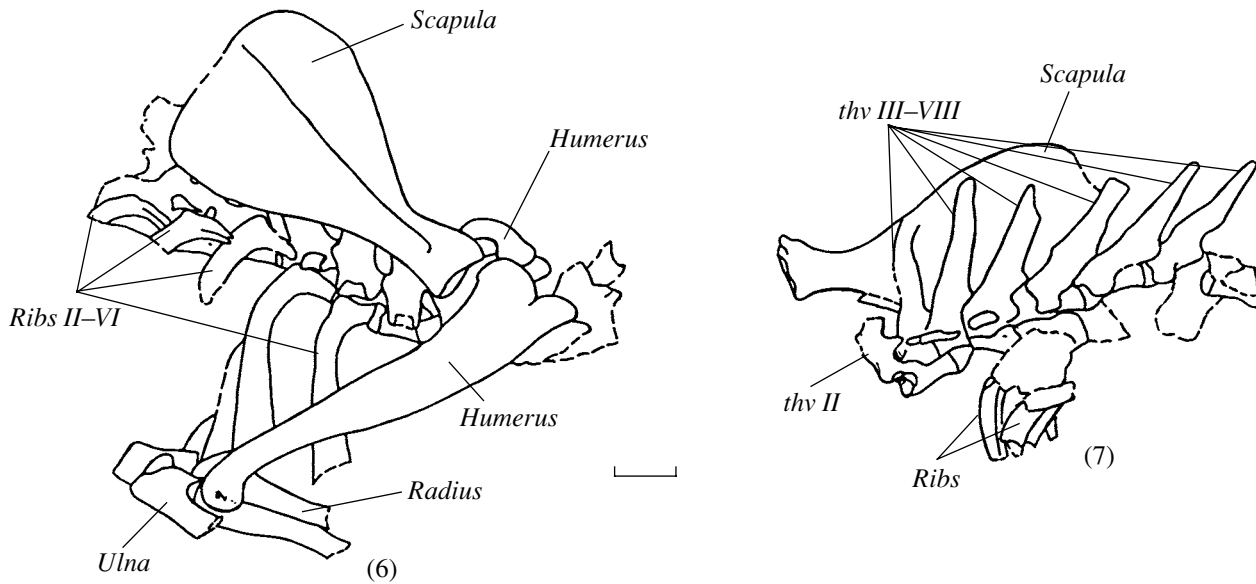 Scapula
Humerus
Ribs II–VI
Humerus
Radius
Ulna
(6)
Scapula
thv III–VIII
thv II
Ribs
(7)